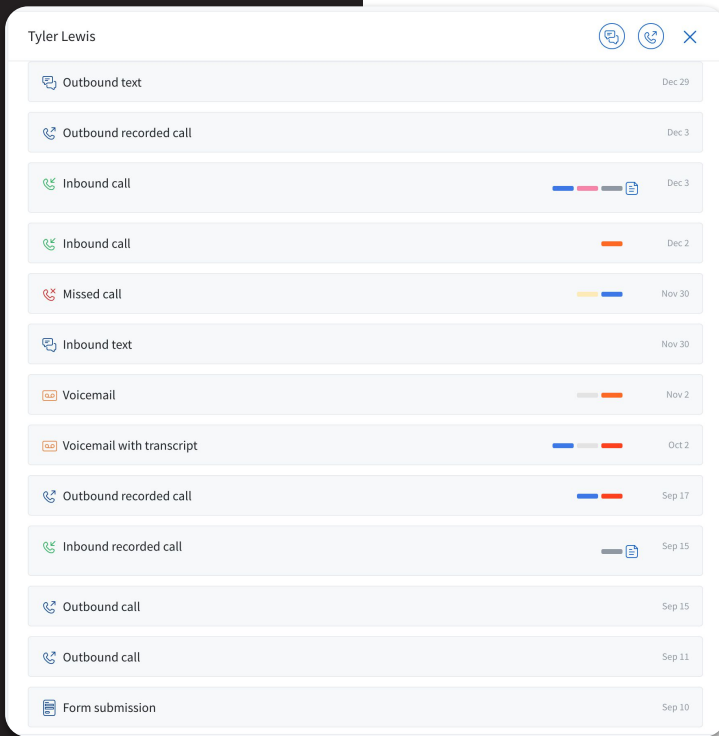 Tyler Lewis
Outbound text Dec 29
Outbound recorded call Dec 3
Inbound call Dec 3
Inbound call Dec 2
Missed call Nov 30
Inbound text Nov 30
Voicemail Nov 2
Voicemail with transcript Oct 2
Outbound recorded call Sep 17
Inbound recorded call Sep 15
Outbound call Sep 15
Outbound call Sep 11
Form submission Sep 10